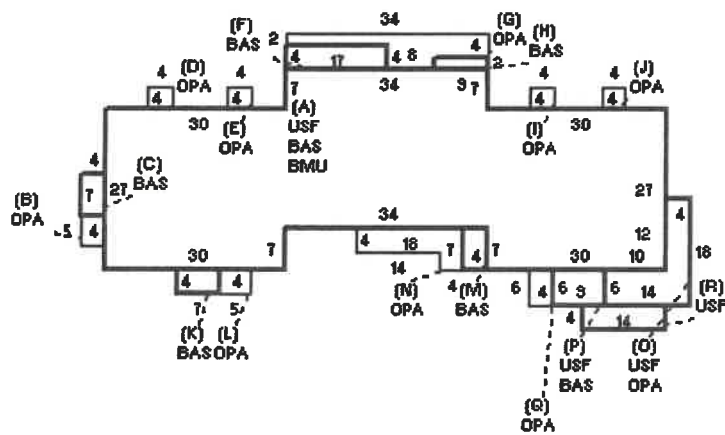 34
(F)
BAS
2
4
17
4
8
4
2
(G)
OPA
(H)
BAS
34
9
7
7
4
(D)
OPA
4
4
4
4
4
4
4
(J)
OPA
30
(E)
OPA
(A)
USF
BAS
BMU
(I)
OPA
30
4
(C)
BAS
7
27
(B)
OPA
5
4
27
4
18
12
10
34
30
7
4
18
7
4
7
14
30
4
4
7
5
(K)
BAS
(L)
OPA
(N)
OPA
4
(M)
BAS
6
4
6
9
6
14
4
14
(R)
USF
(P)
USF
BAS
(O)
USF
OPA
(Q)
OPA